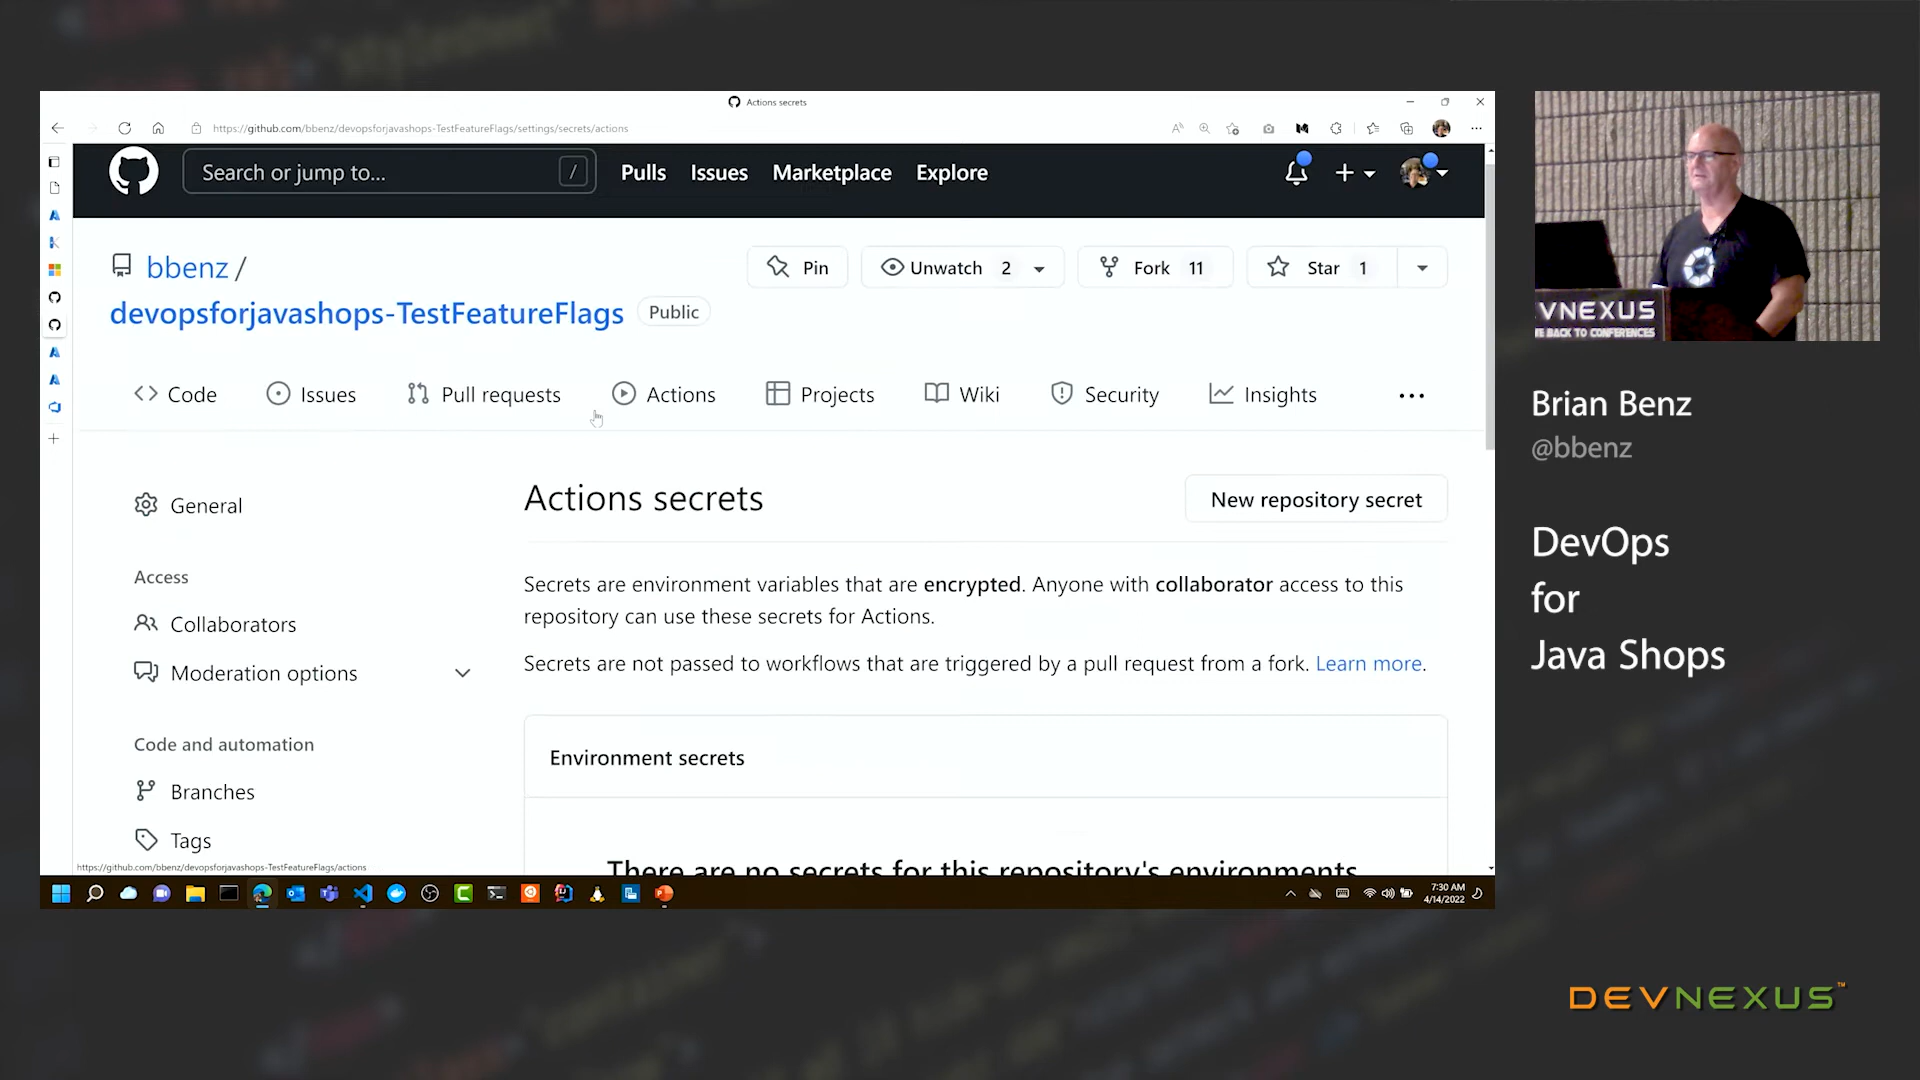 Actions secrets
https://github.com/bbenz/devopsforjavashops-TestFeatureFlags/settings/secrets/actions
Search or jump to...
/
Pulls
Issues
Marketplace
Explore
bbenz /
Pin
Unwatch 2
Fork 11
Star 1
devopsforjavashops-TestFeatureFlags
Public
Code
Issues
Pull requests
Actions
Projects
Wiki
Security
Insights
General
Access
Collaborators
Moderation options
Code and automation
Branches
Tags
Actions secrets
New repository secret
Secrets are environment variables that are encrypted. Anyone with collaborator access to this
repository can use these secrets for Actions.
Secrets are not passed to workflows that are triggered by a pull request from a fork. Learn more.
Environment secrets
There are no secrets for this repository's environments
https://github.com/bbenz/devopsforjavashops-TestFeatureFlags/actions
7:30 AM
4/14/2022
VNEXUS
BACK TO CONFERENCES
Brian Benz
@bbenz
DevOps
for
Java Shops
DEVNEXUS™